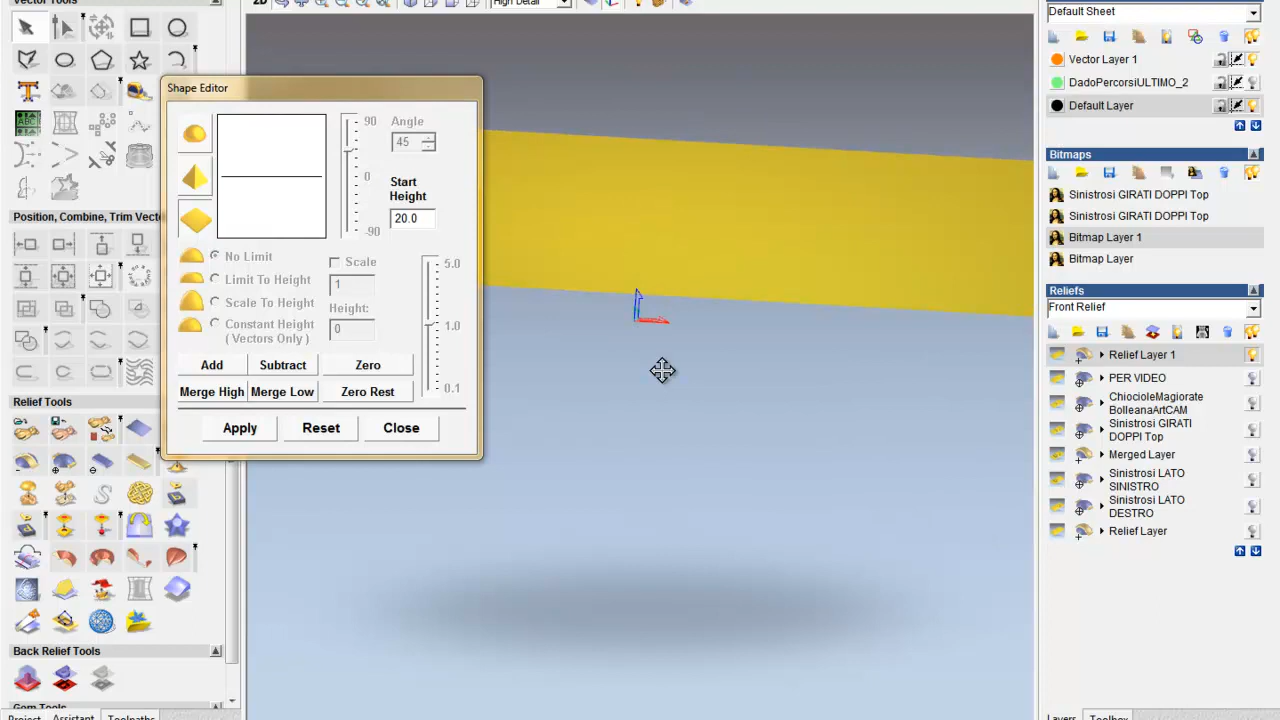 Vector Tools
2D
High Detail
Shape Editor
90
0
-90
Angle
45
Start
Height
20.0
No Limit
Limit To Height
Scale To Height
Constant Height
( Vectors Only )
Scale
1
Height:
0
5.0
1.0
0.1
Add
Subtract
Zero
Merge High
Merge Low
Zero Rest
Apply
Reset
Close
ABC
Position, Combine, Trim Vecto
Relief Tools
Back Relief Tools
Gem Tools
Project
Assistant
Toolpaths
Default Sheet
Vector Layer 1
DadoPercorsiULTIMO_2
Default Layer
Bitmaps
Sinistrosi GIRATI DOPPI Top
Sinistrosi GIRATI DOPPI Top
Bitmap Layer 1
Bitmap Layer
Reliefs
Front Relief
Relief Layer 1
PER VIDEO
ChiocioleMagiorate
BolleanaArtCAM
Sinistrosi GIRATI
DOPPI Top
Merged Layer
Sinistrosi LATO
SINISTRO
Sinistrosi LATO
DESTRO
Relief Layer
Layers
Toolbox